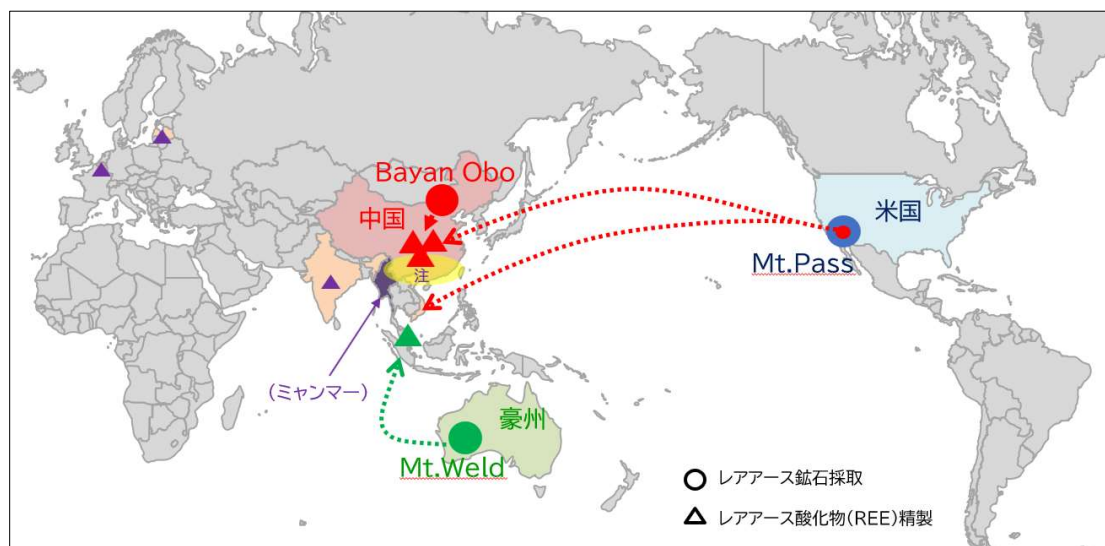 Bayan Obo
中国
米国
Mt.Pass
注
(ミャンマー)
豪州
Mt.Weld
レアアース鉱石採取
レアアース酸化物(REE)精製